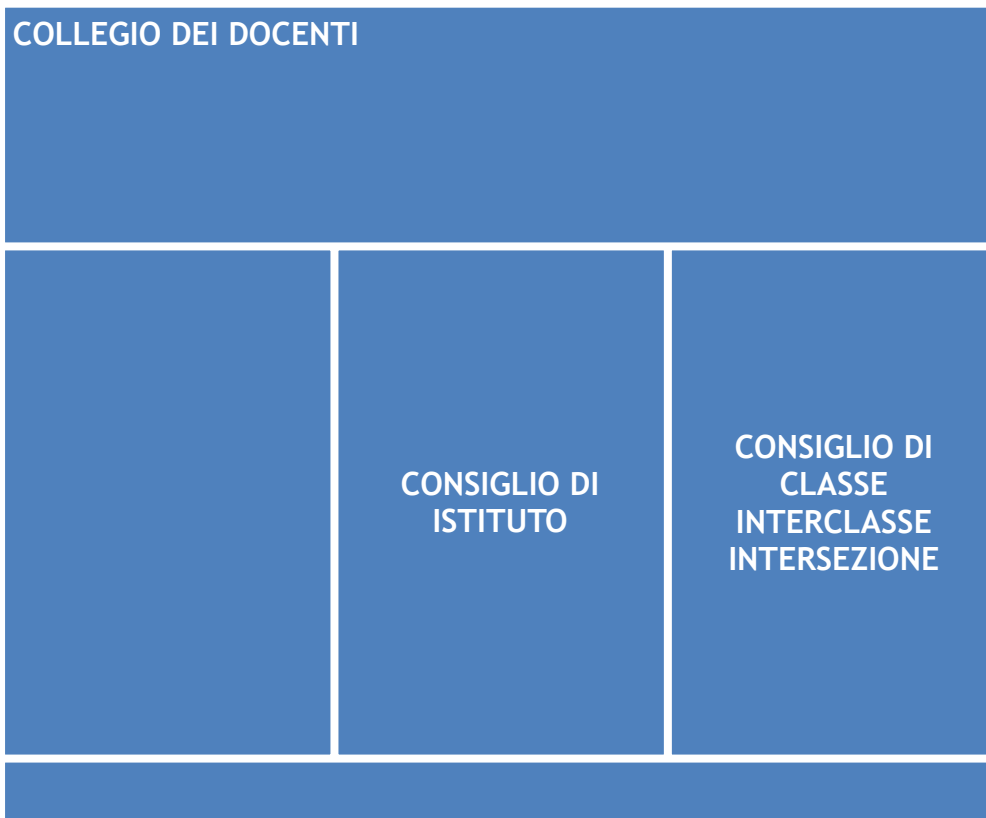 COLLEGIO DEI DOCENTI
CONSIGLIO DI
ISTITUTO
CONSIGLIO DI
CLASSE
INTERCLASSE
INTERSEZIONE